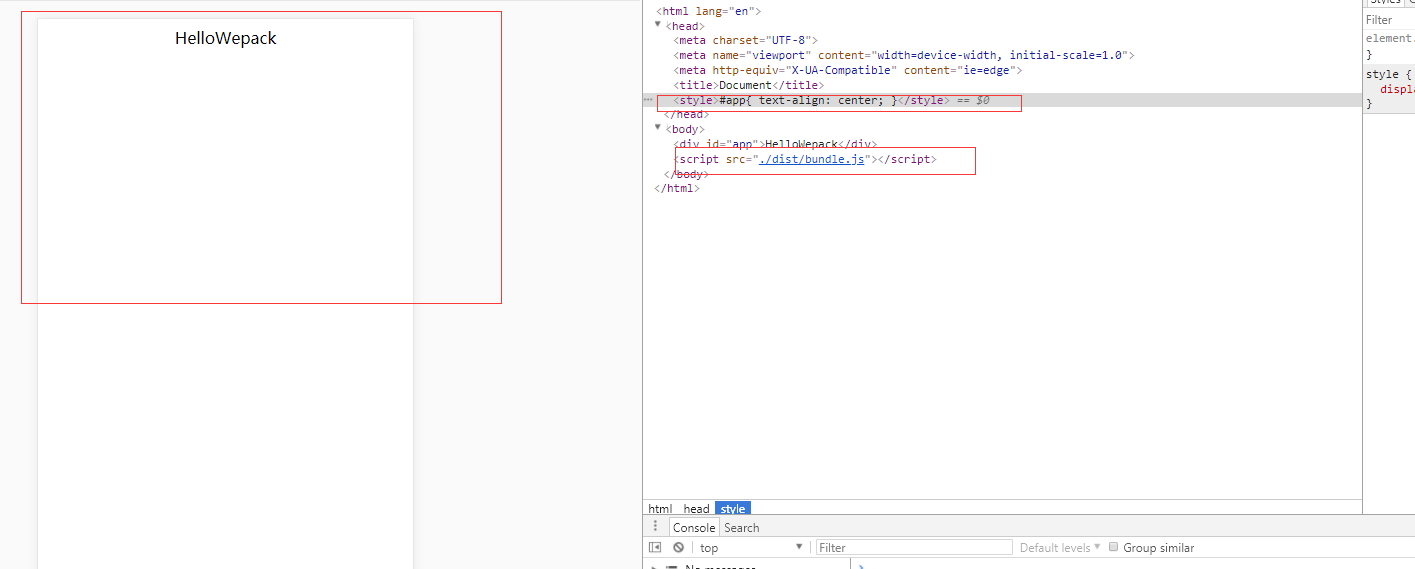 HelloWepack
<html lang="en">
<head>
<meta charset="UTF-8">
<meta name="viewport" content="width=device-width, initial-scale=1.0">
<meta http-equiv="X-UA-Compatible" content="ie=edge">
<title>Document</title>
<style>#app{ text-align: center; }</style> == $0
</head>
<body>
<div id="app">HelloWepack</div>
<script src="./dist/bundle.js"></script>
</body>
</html>
html head style
Console Search
top Filter Default levels Group similar
No messages
Styles
Filter
element.
}
style {
displa
}